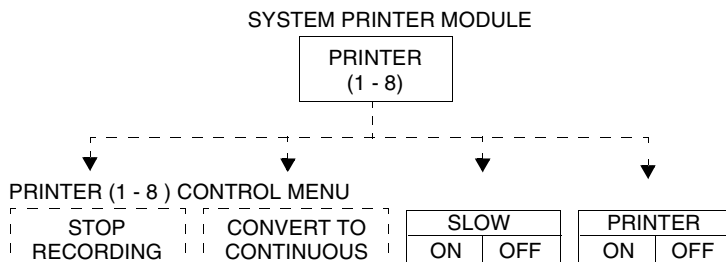 SYSTEM PRINTER MODULE
PRINTER
(1 - 8)
PRINTER (1 - 8 ) CONTROL MENU
STOP
RECORDING
CONVERT TO
CONTINUOUS
SLOW
ON OFF
PRINTER
ON OFF